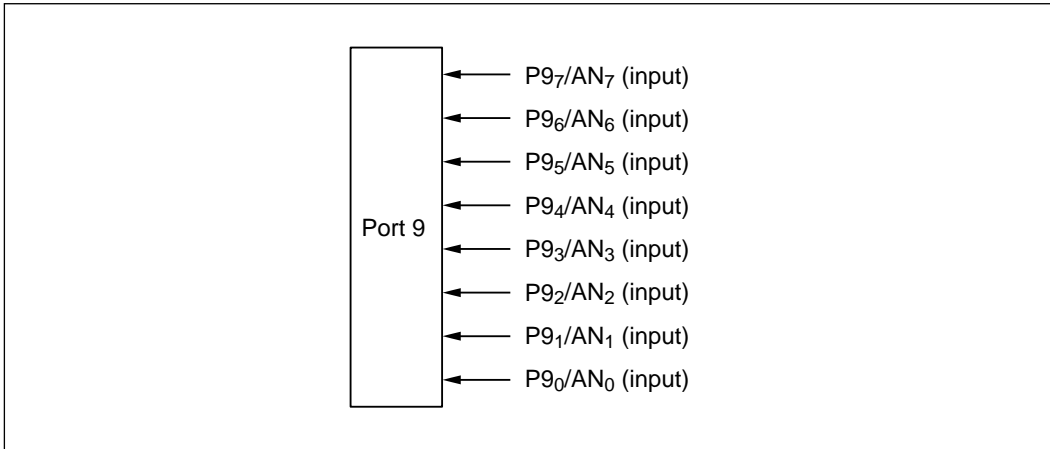 P9₇/AN₇ (input)
P9₆/AN₆ (input)
P9₅/AN₅ (input)
P9₄/AN₄ (input)
Port 9
P9₃/AN₃ (input)
P9₂/AN₂ (input)
P9₁/AN₁ (input)
P9₀/AN₀ (input)